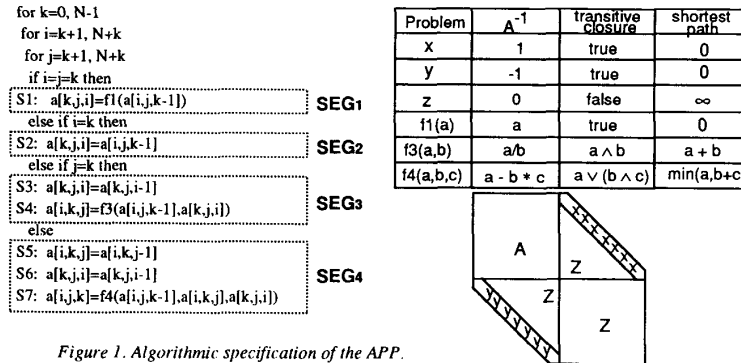 for k=0, N-1
for i=k+1, N+k
for j=k+1, N+k
if i=j=k then
S1: a[k,j,i]=f1(a[i,j,k-1])
SEG1
else if i=k then
S2: a[k,j,i]=a[i,j,k-1]
SEG2
else if j=k then
S3: a[k,j,i]=a[k,j,i-1]
S4: a[i,k,j]=f3(a[i,j,k-1],a[k,j,i])
SEG3
else
S5: a[i,k,j]=a[i,k,j-1]
S6: a[k,j,i]=a[k,j,i-1]
S7: a[i,j,k]=f4(a[i,j,k-1],a[i,k,j],a[k,j,i])
SEG4
Problem A⁻¹ transitive closure shortest path
x 1 true 0
y -1 true 0
z 0 false ∞
f1(a) a true 0
f3(a,b) a/b a ∧ b a + b
f4(a,b,c) a - b * c a ∨ (b ∧ c) min(a,b+c
A
Z
X X X X X X
Z
Z
Y Y Y Y Y Y
Figure 1. Algorithmic specification of the APP.